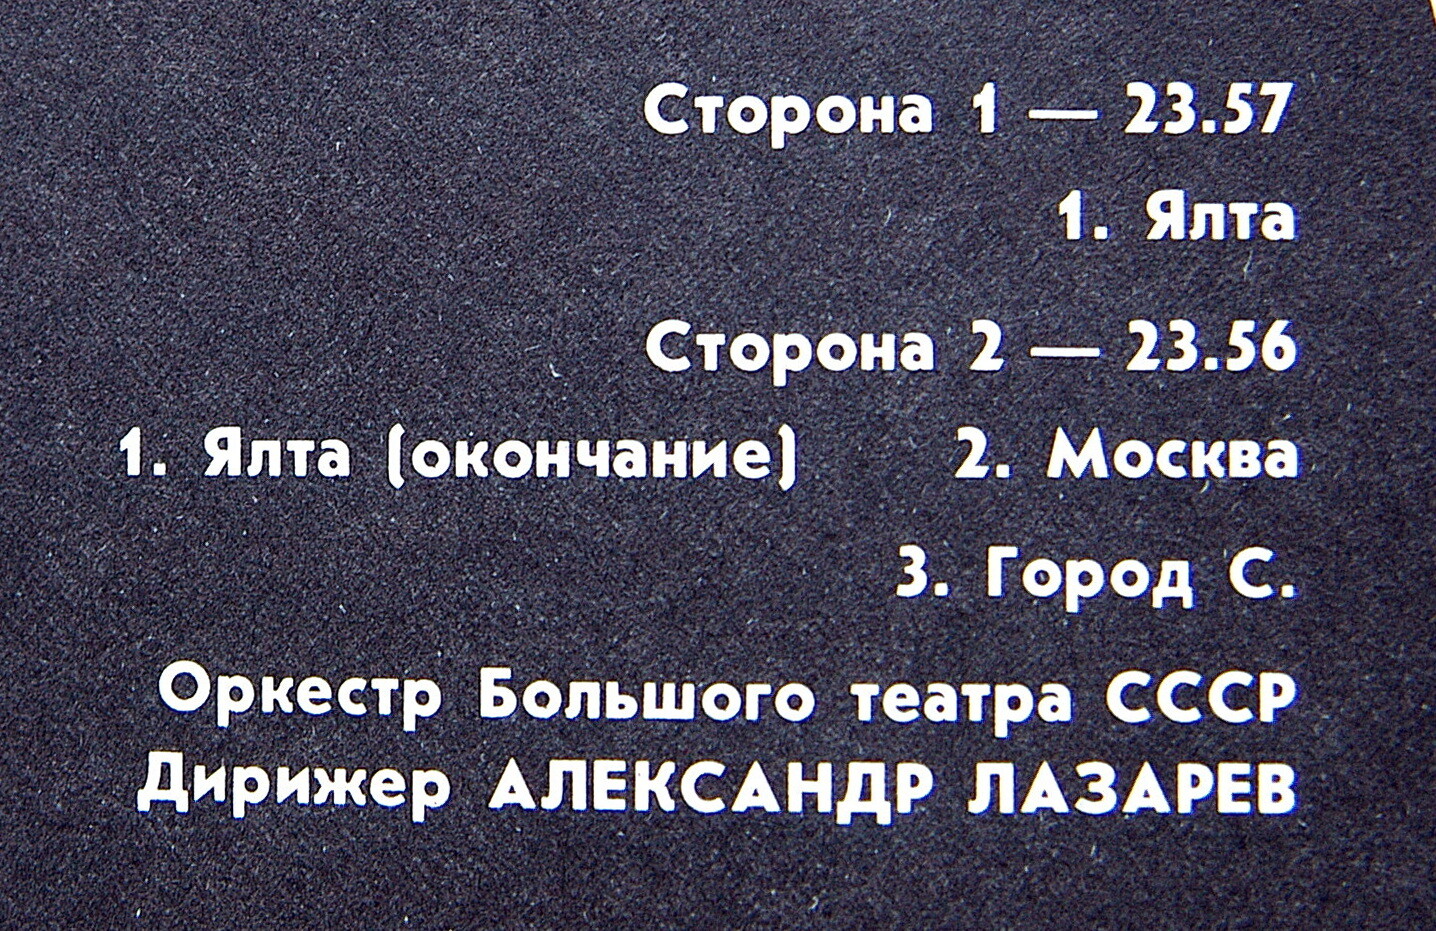 Сторона 1 — 23.57
1. Ялта
Сторона 2 — 23.56
1. Ялта (окончание) 2. Москва
3. Город С.
Оркестр Большого театра СССР
Дирижер АЛЕКСАНДР ЛАЗАРЕВ